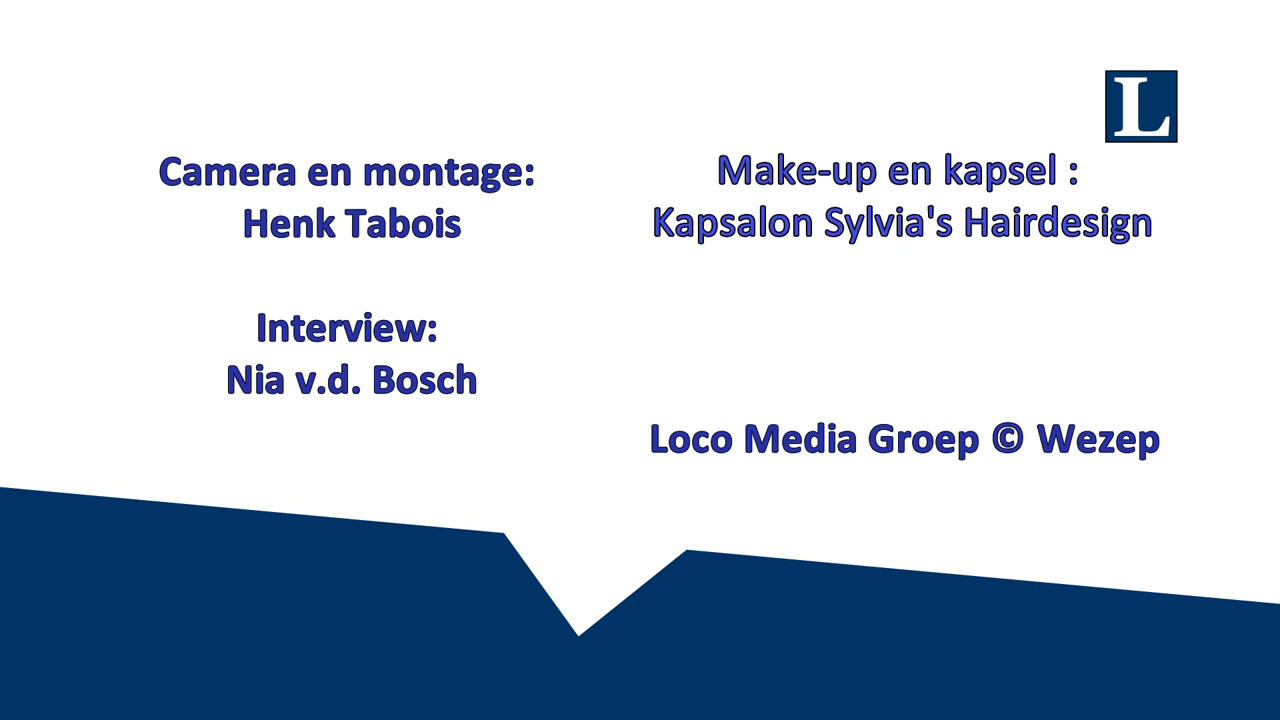 L
Camera en montage:
Henk Tabois
Interview:
Nia v.d. Bosch
Make-up en kapsel :
Kapsalon Sylvia's Hairdesign
Loco Media Groep © Wezep